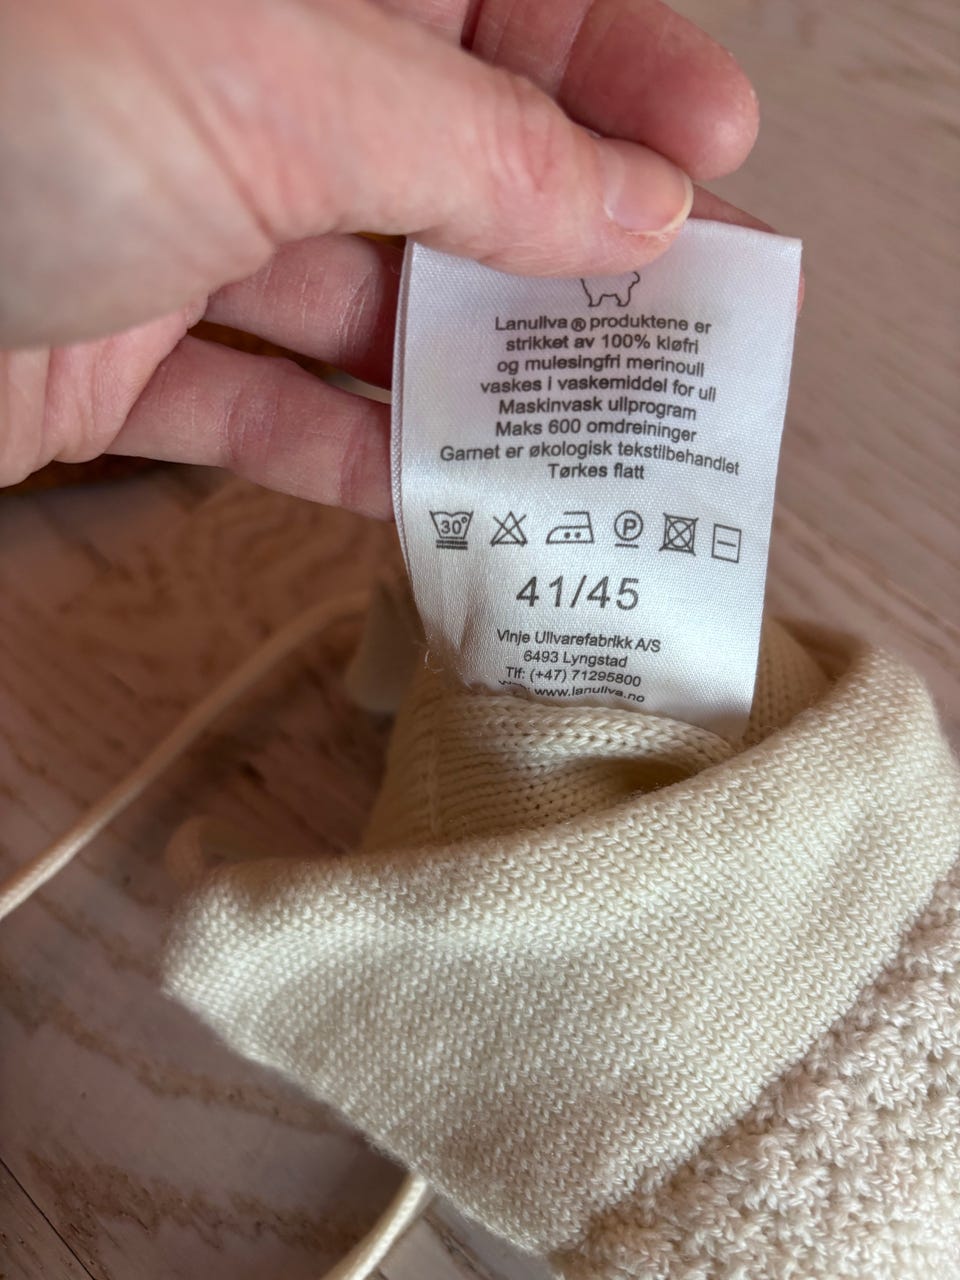 Lanullva® produktene er
strikket av 100% kløfri
og mulesingfri merinoull
vaskes i vaskemiddel for ull
Maskinvask ullprogram
Maks 600 omdreininger
Garnet er økologisk tekstilbehandlet
Tørkes flatt
30° P
41/45
Vinje Ullvarefabrikk A/S
6493 Lyngstad
Tlf: (+47) 71295800
www.lanullva.no